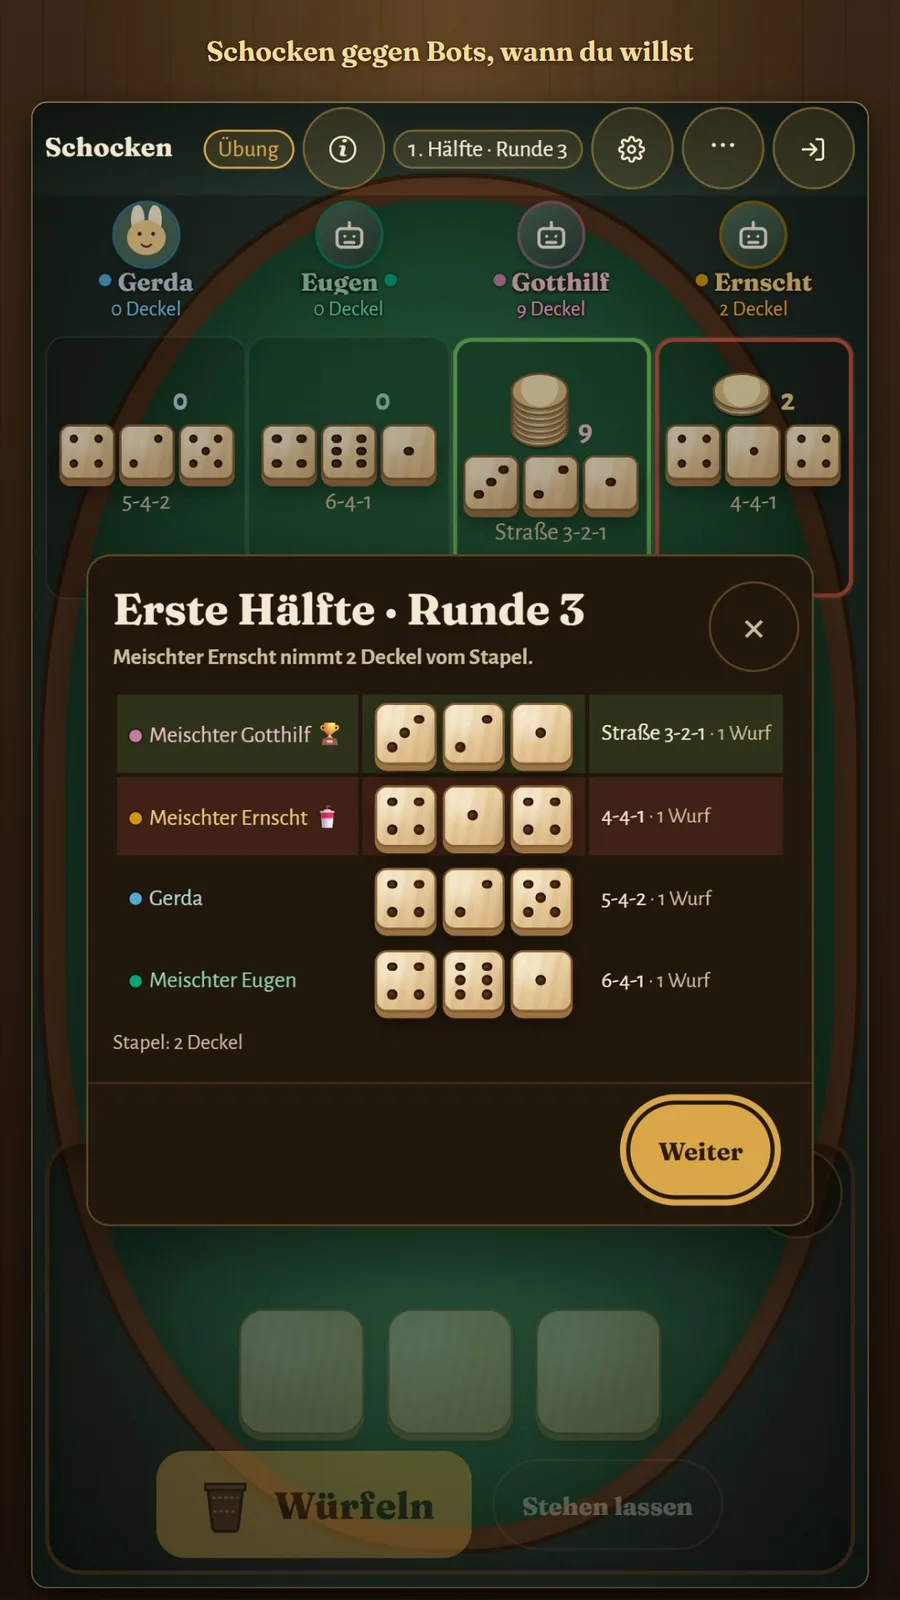 Schocken gegen Bots, wann du willst
Schocken Übung i 1. Hälfte · Runde 3 ...
Gerda Eugen Gotthilf Ernscht
0 Deckel 0 Deckel 9 Deckel 2 Deckel
0 0 9 2
5-4-2 6-4-1 Straße 3-2-1 4-4-1
Erste Hälfte · Runde 3
Meischter Ernscht nimmt 2 Deckel vom Stapel.
Meischter Gotthilf 🏆 Straße 3-2-1 · 1 Wurf
Meischter Ernscht 🥤 4-4-1 · 1 Wurf
Gerda 5-4-2 · 1 Wurf
Meischter Eugen 6-4-1 · 1 Wurf
Stapel: 2 Deckel
Weiter
Würfeln Stehen lassen